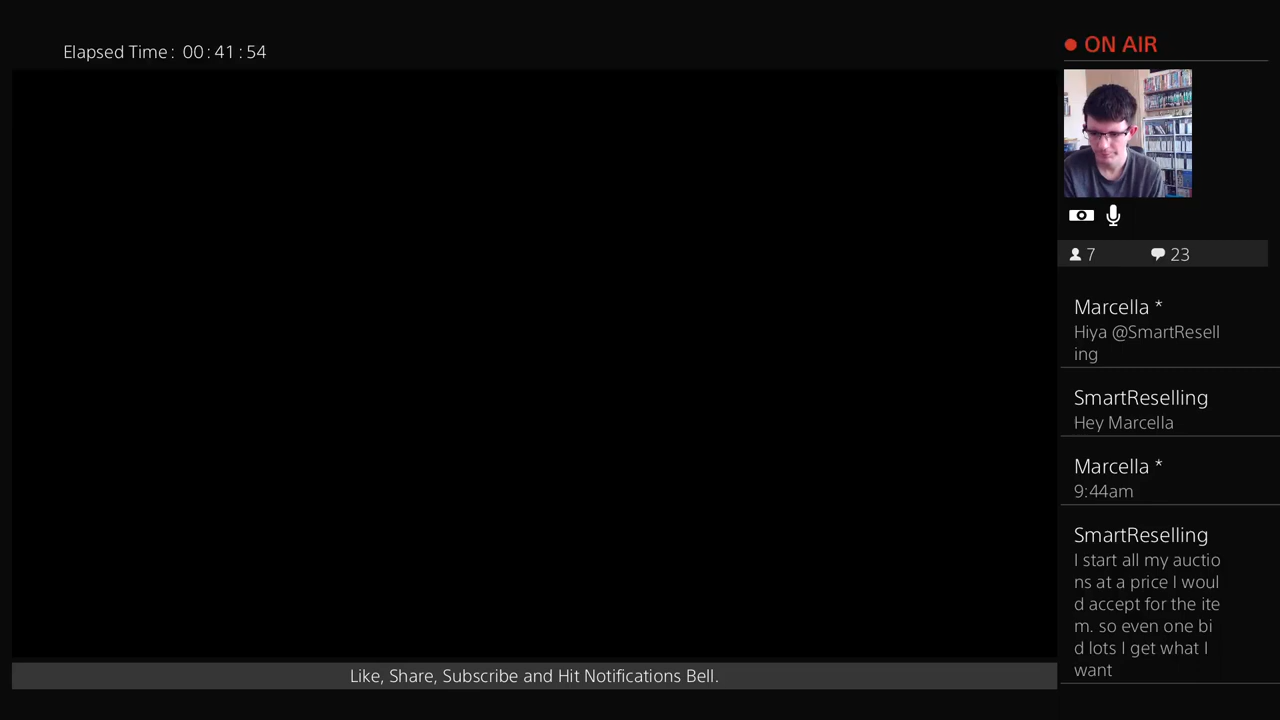 Elapsed Time: 00:41:54
ON AIR
7 23
Marcella *
Hiya @SmartResell
ing
SmartReselling
Hey Marcella
Marcella *
9:44am
SmartReselling
I start all my auctio
ns at a price I woul
d accept for the ite
m. so even one bi
d lots I get what I
want
Like, Share, Subscribe and Hit Notifications Bell.